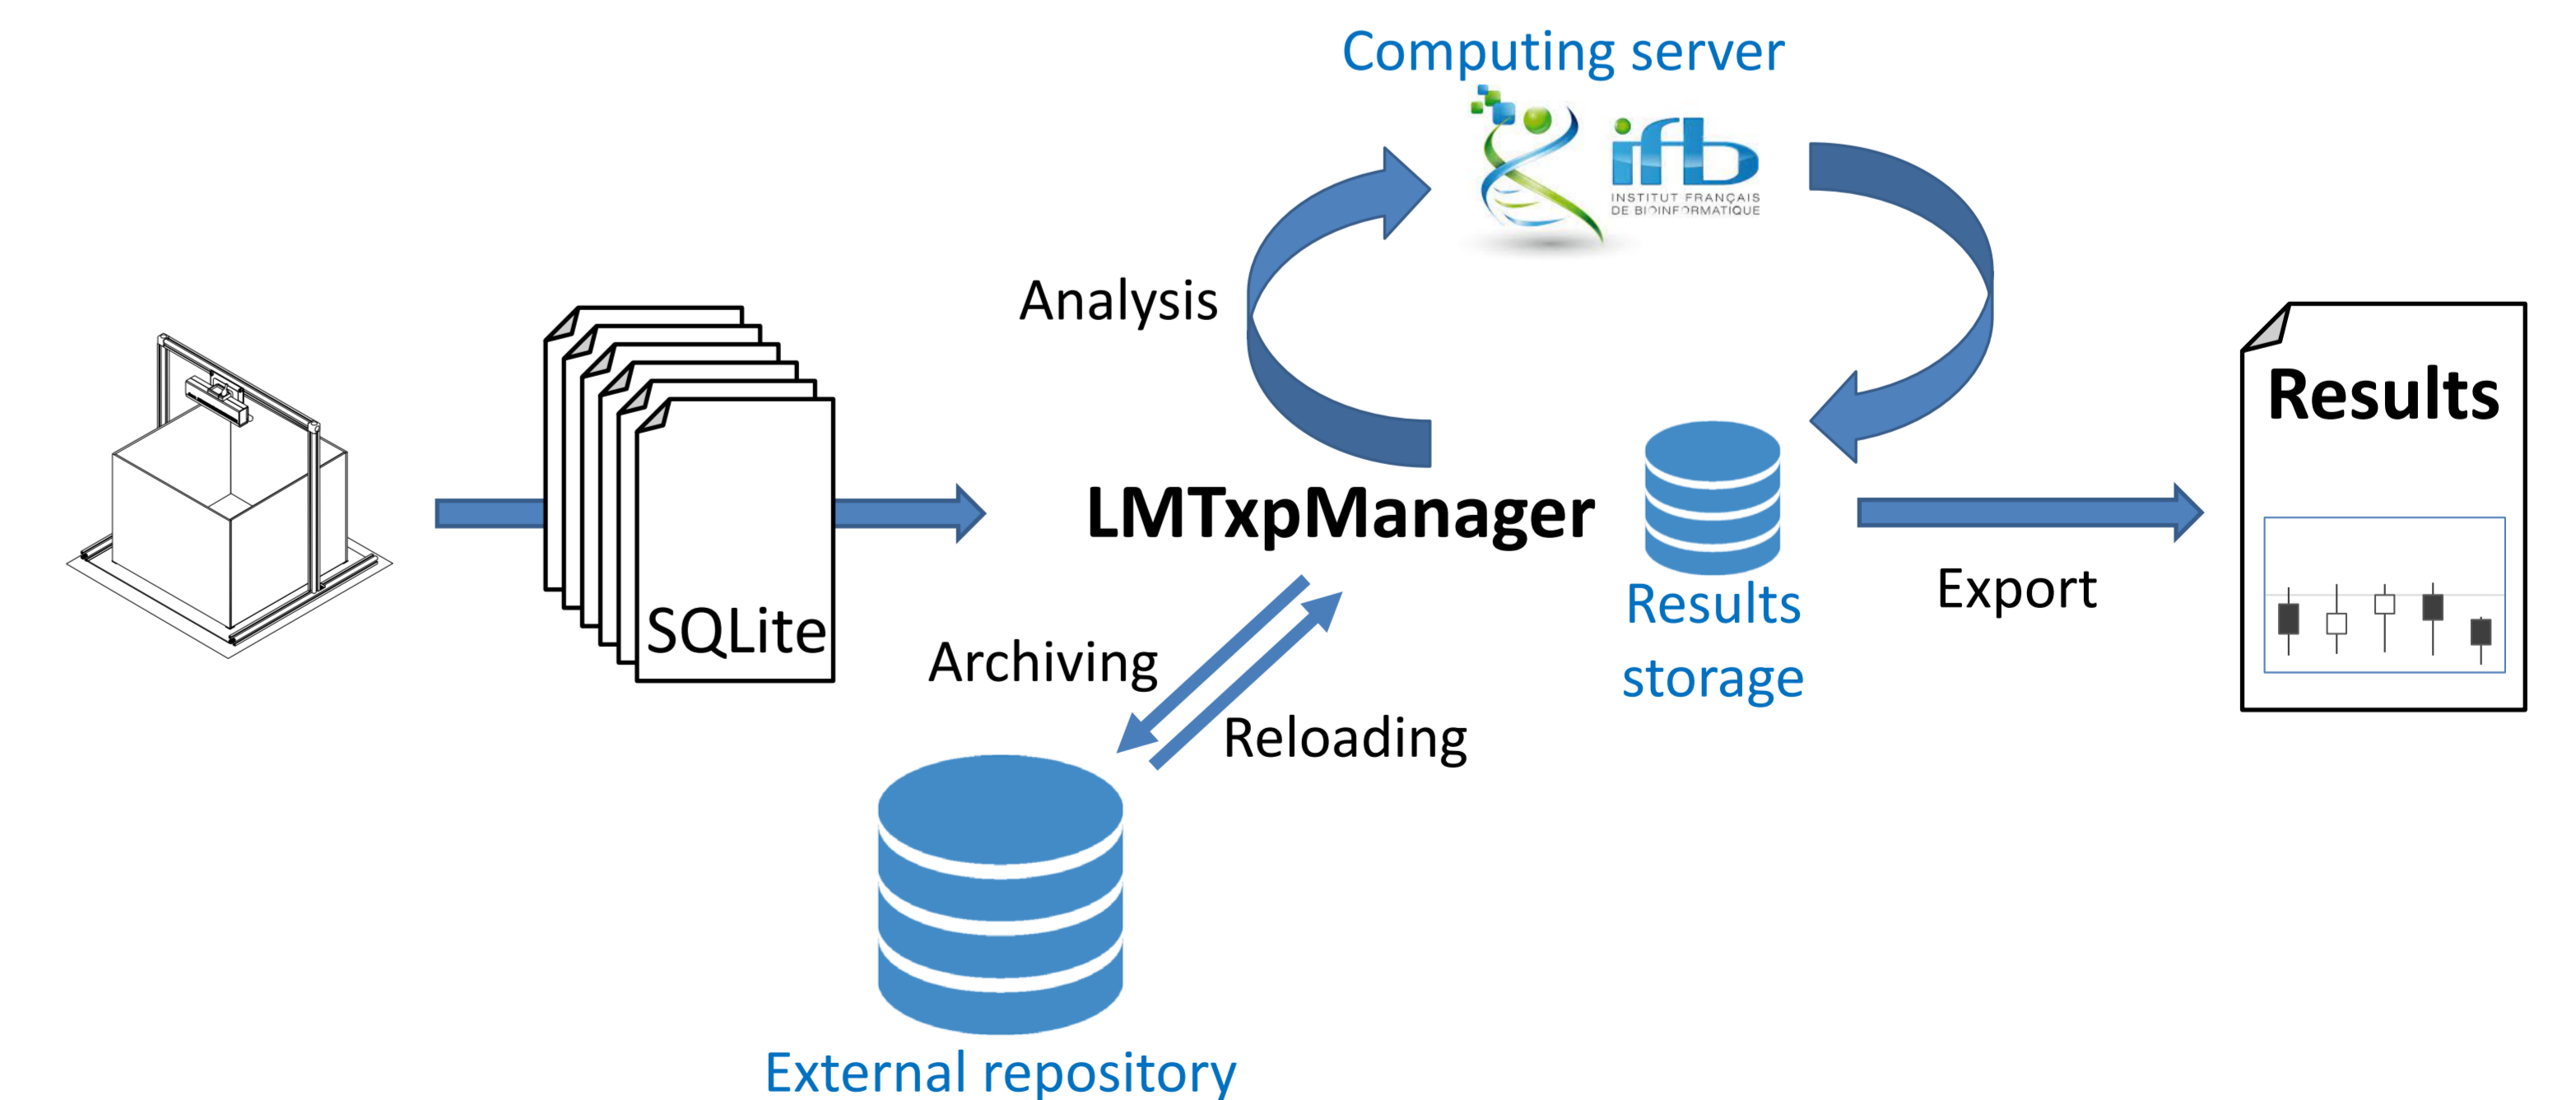 Computing server
ifb
INSTITUT FRANÇAIS
DE BIOINFORMATIQUE
Analysis
SQLite
LMTxpManager
Results
storage
Export
Results
Archiving
Reloading
External repository